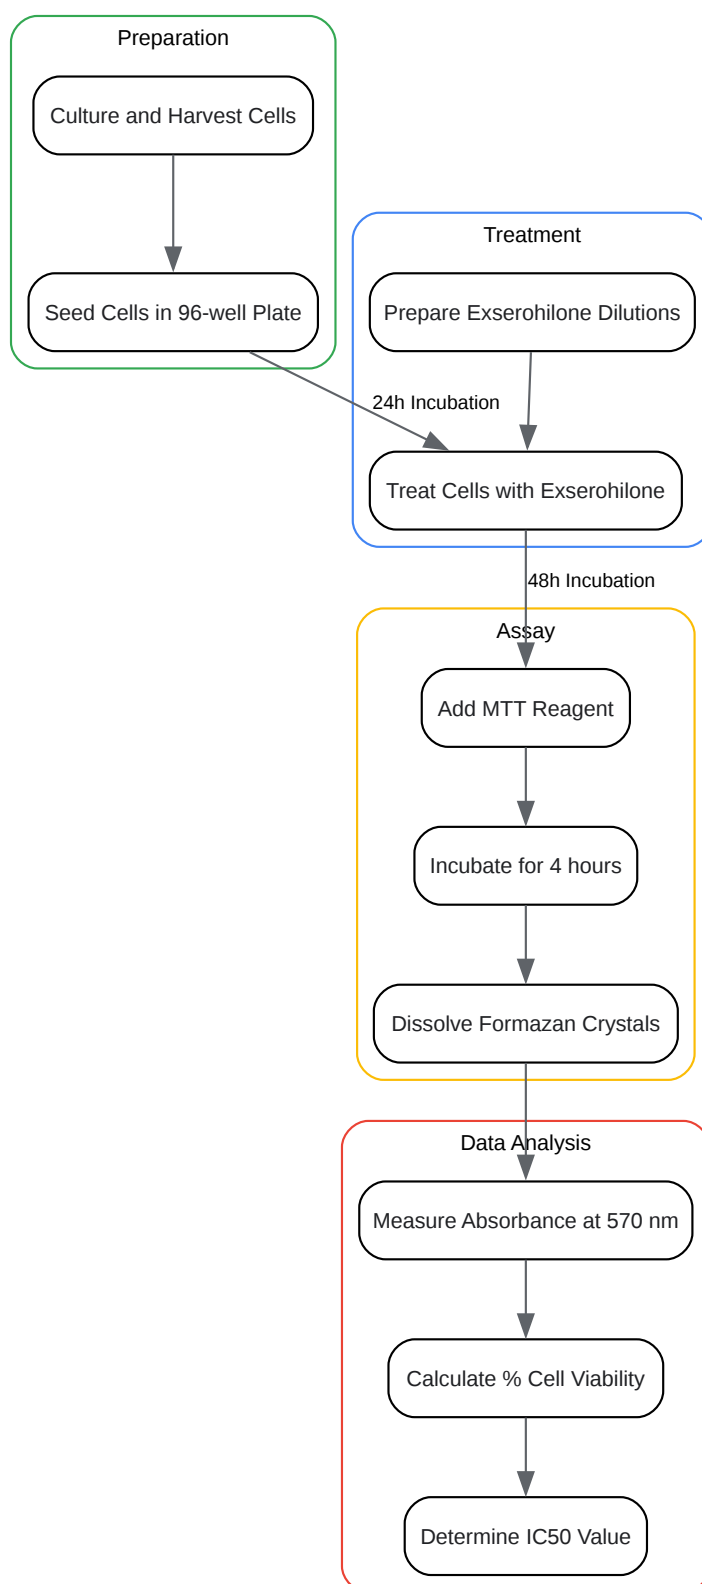 Preparation
Culture and Harvest Cells
Seed Cells in 96-well Plate
Treatment
Prepare Exserohilone Dilutions
24h Incubation
Treat Cells with Exserohilone
48h Incubation
Assay
Add MTT Reagent
Incubate for 4 hours
Dissolve Formazan Crystals
Data Analysis
Measure Absorbance at 570 nm
Calculate % Cell Viability
Determine IC50 Value